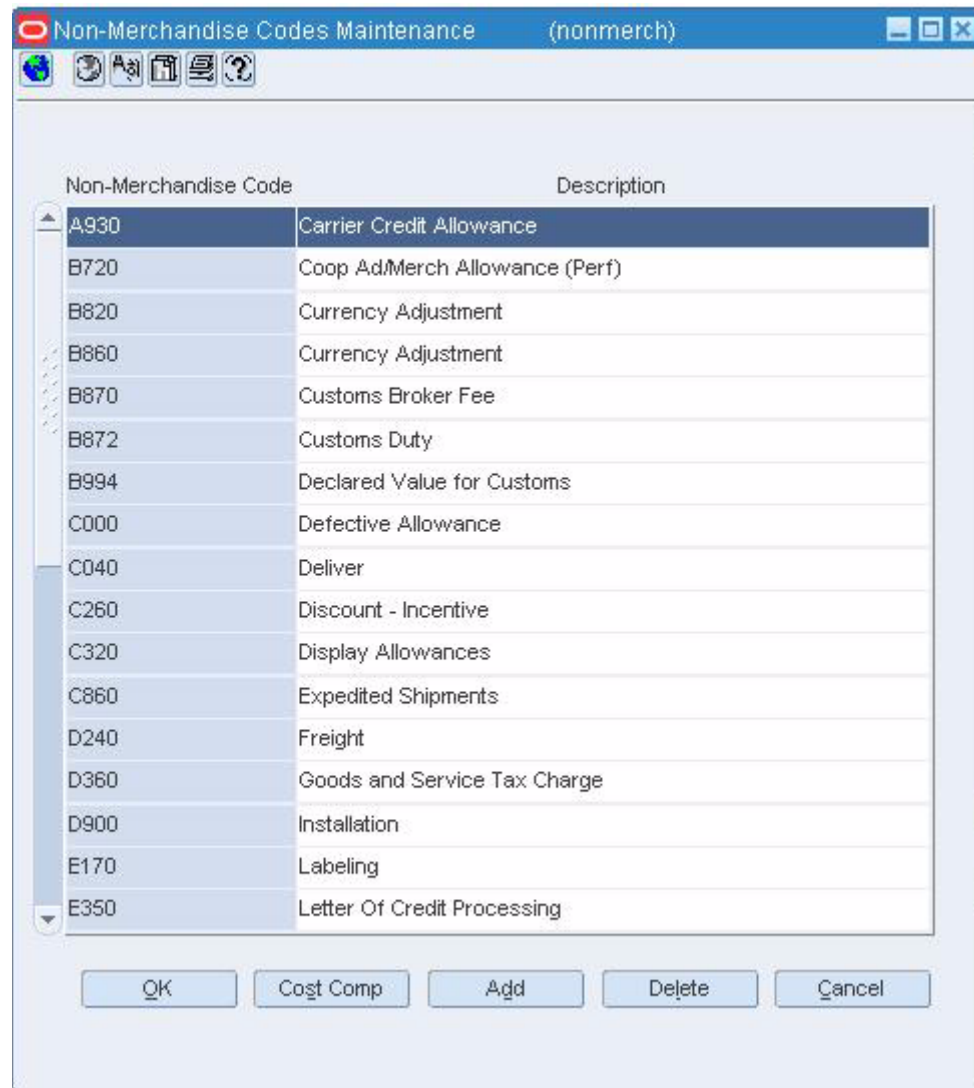 Non-Merchandise Codes Maintenance (nonmerch)
Non-Merchandise Code Description
A930 Carrier Credit Allowance
B720 Coop Ad/Merch Allowance (Perf)
B820 Currency Adjustment
B860 Currency Adjustment
B870 Customs Broker Fee
B872 Customs Duty
B994 Declared Value for Customs
C000 Defective Allowance
C040 Deliver
C260 Discount - Incentive
C320 Display Allowances
C860 Expedited Shipments
D240 Freight
D360 Goods and Service Tax Charge
D900 Installation
E170 Labeling
E350 Letter Of Credit Processing
OK Cost Comp Add Delete Cancel